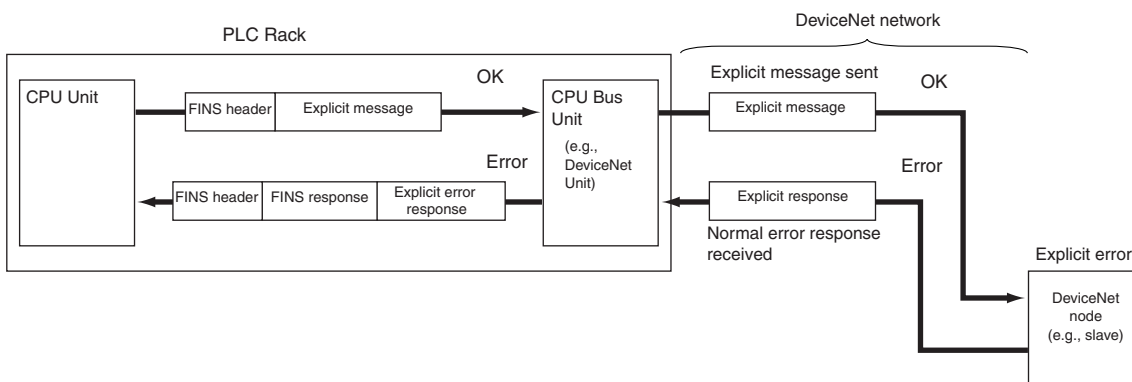 DeviceNet network
PLC Rack
CPU Unit
FINS header
Explicit message
OK
CPU Bus
Unit
(e.g.,
DeviceNet
Unit)
Explicit message sent
Explicit message
OK
Error
FINS header
FINS response
Explicit error
response
Error
Explicit response
Normal error response
received
Explicit error
DeviceNet
node
(e.g., slave)